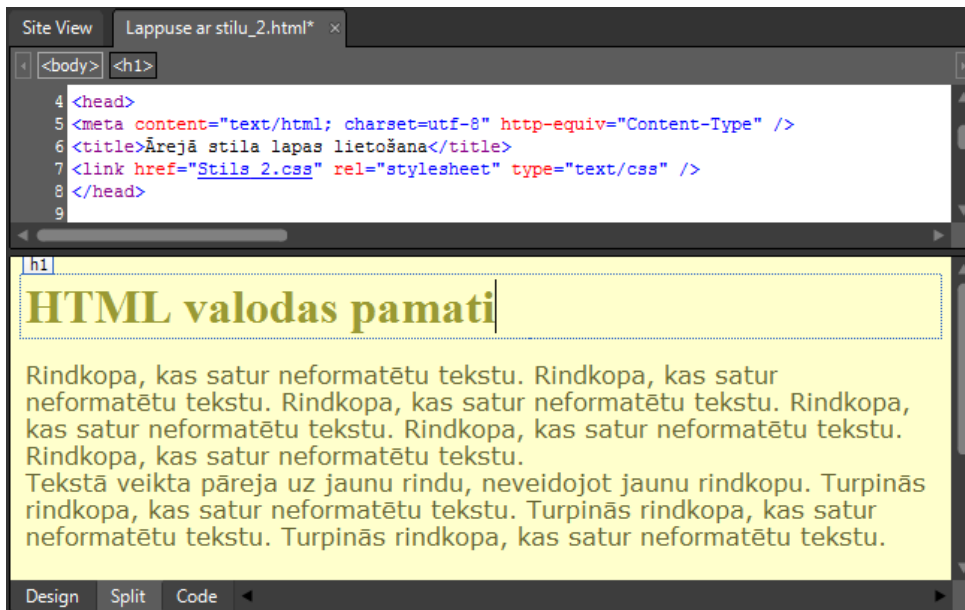 Site View Lappuse ar stilu_2.html* ×
<body> <h1>
4 <head>
5 <meta content="text/html; charset=utf-8" http-equiv="Content-Type" />
6 <title>Ārejā stila lapas lietošana</title>
7 <link href="Stils 2.css" rel="stylesheet" type="text/css" />
8 </head>
9
h1
HTML valodas pamati
Rindkopa, kas satur neformatētu tekstu. Rindkopa, kas satur
neformatētu tekstu. Rindkopa, kas satur neformatētu tekstu. Rindkopa,
kas satur neformatētu tekstu. Rindkopa, kas satur neformatētu tekstu.
Rindkopa, kas satur neformatētu tekstu.
Tekstā veikta pāreja uz jaunu rindu, neveidojot jaunu rindkopu. Turpinās
rindkopa, kas satur neformatētu tekstu. Turpinās rindkopa, kas satur
neformatētu tekstu. Turpinās rindkopa, kas satur neformatētu tekstu.
Design Split Code